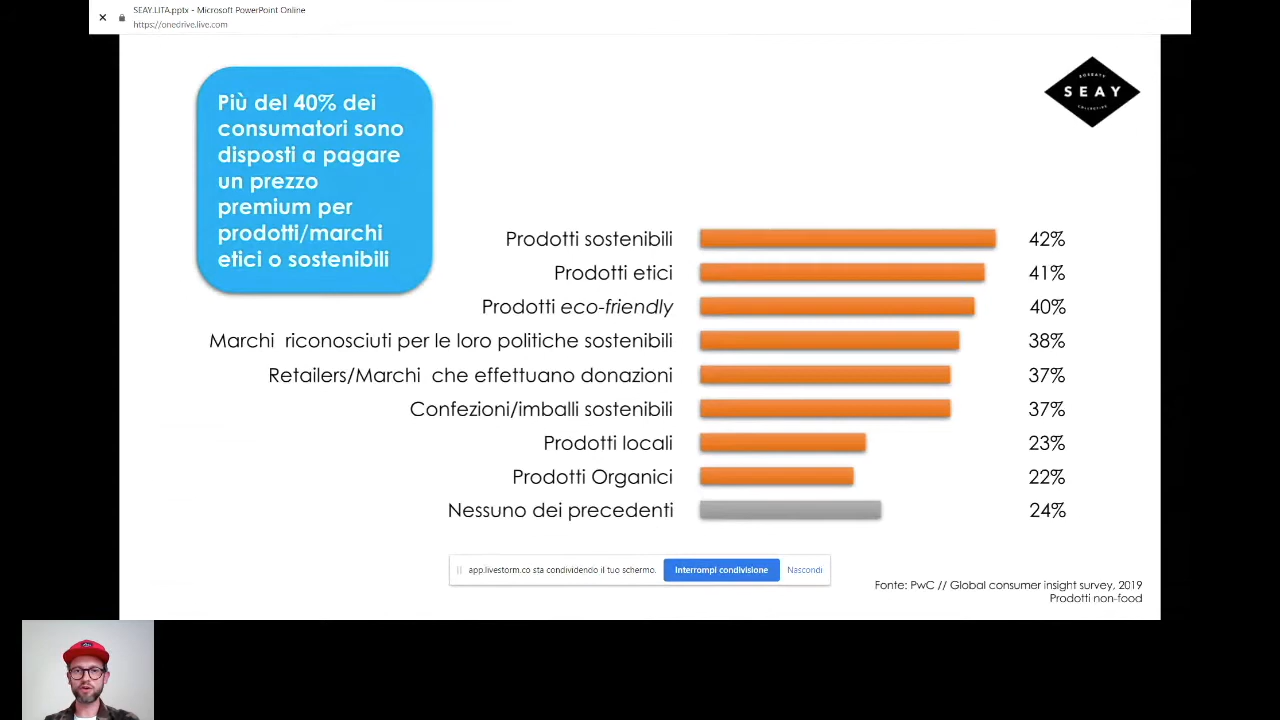 SEAY.LITA.pptx - Microsoft PowerPoint Online
https://onedrive.live.com
Più del 40% dei
consumatori sono
disposti a pagare
un prezzo
premium per
prodotti/marchi
etici o sostenibili
SEAY
Prodotti sostenibili 42%
Prodotti etici 41%
Prodotti eco-friendly 40%
Marchi riconosciuti per le loro politiche sostenibili 38%
Retailers/Marchi che effettuano donazioni 37%
Confezioni/imballi sostenibili 37%
Prodotti locali 23%
Prodotti Organici 22%
Nessuno dei precedenti 24%
app.livestorm.co sta condividendo il tuo schermo. Interrompi condivisione Nascondi
Fonte: PwC // Global consumer insight survey, 2019
Prodotti non-food